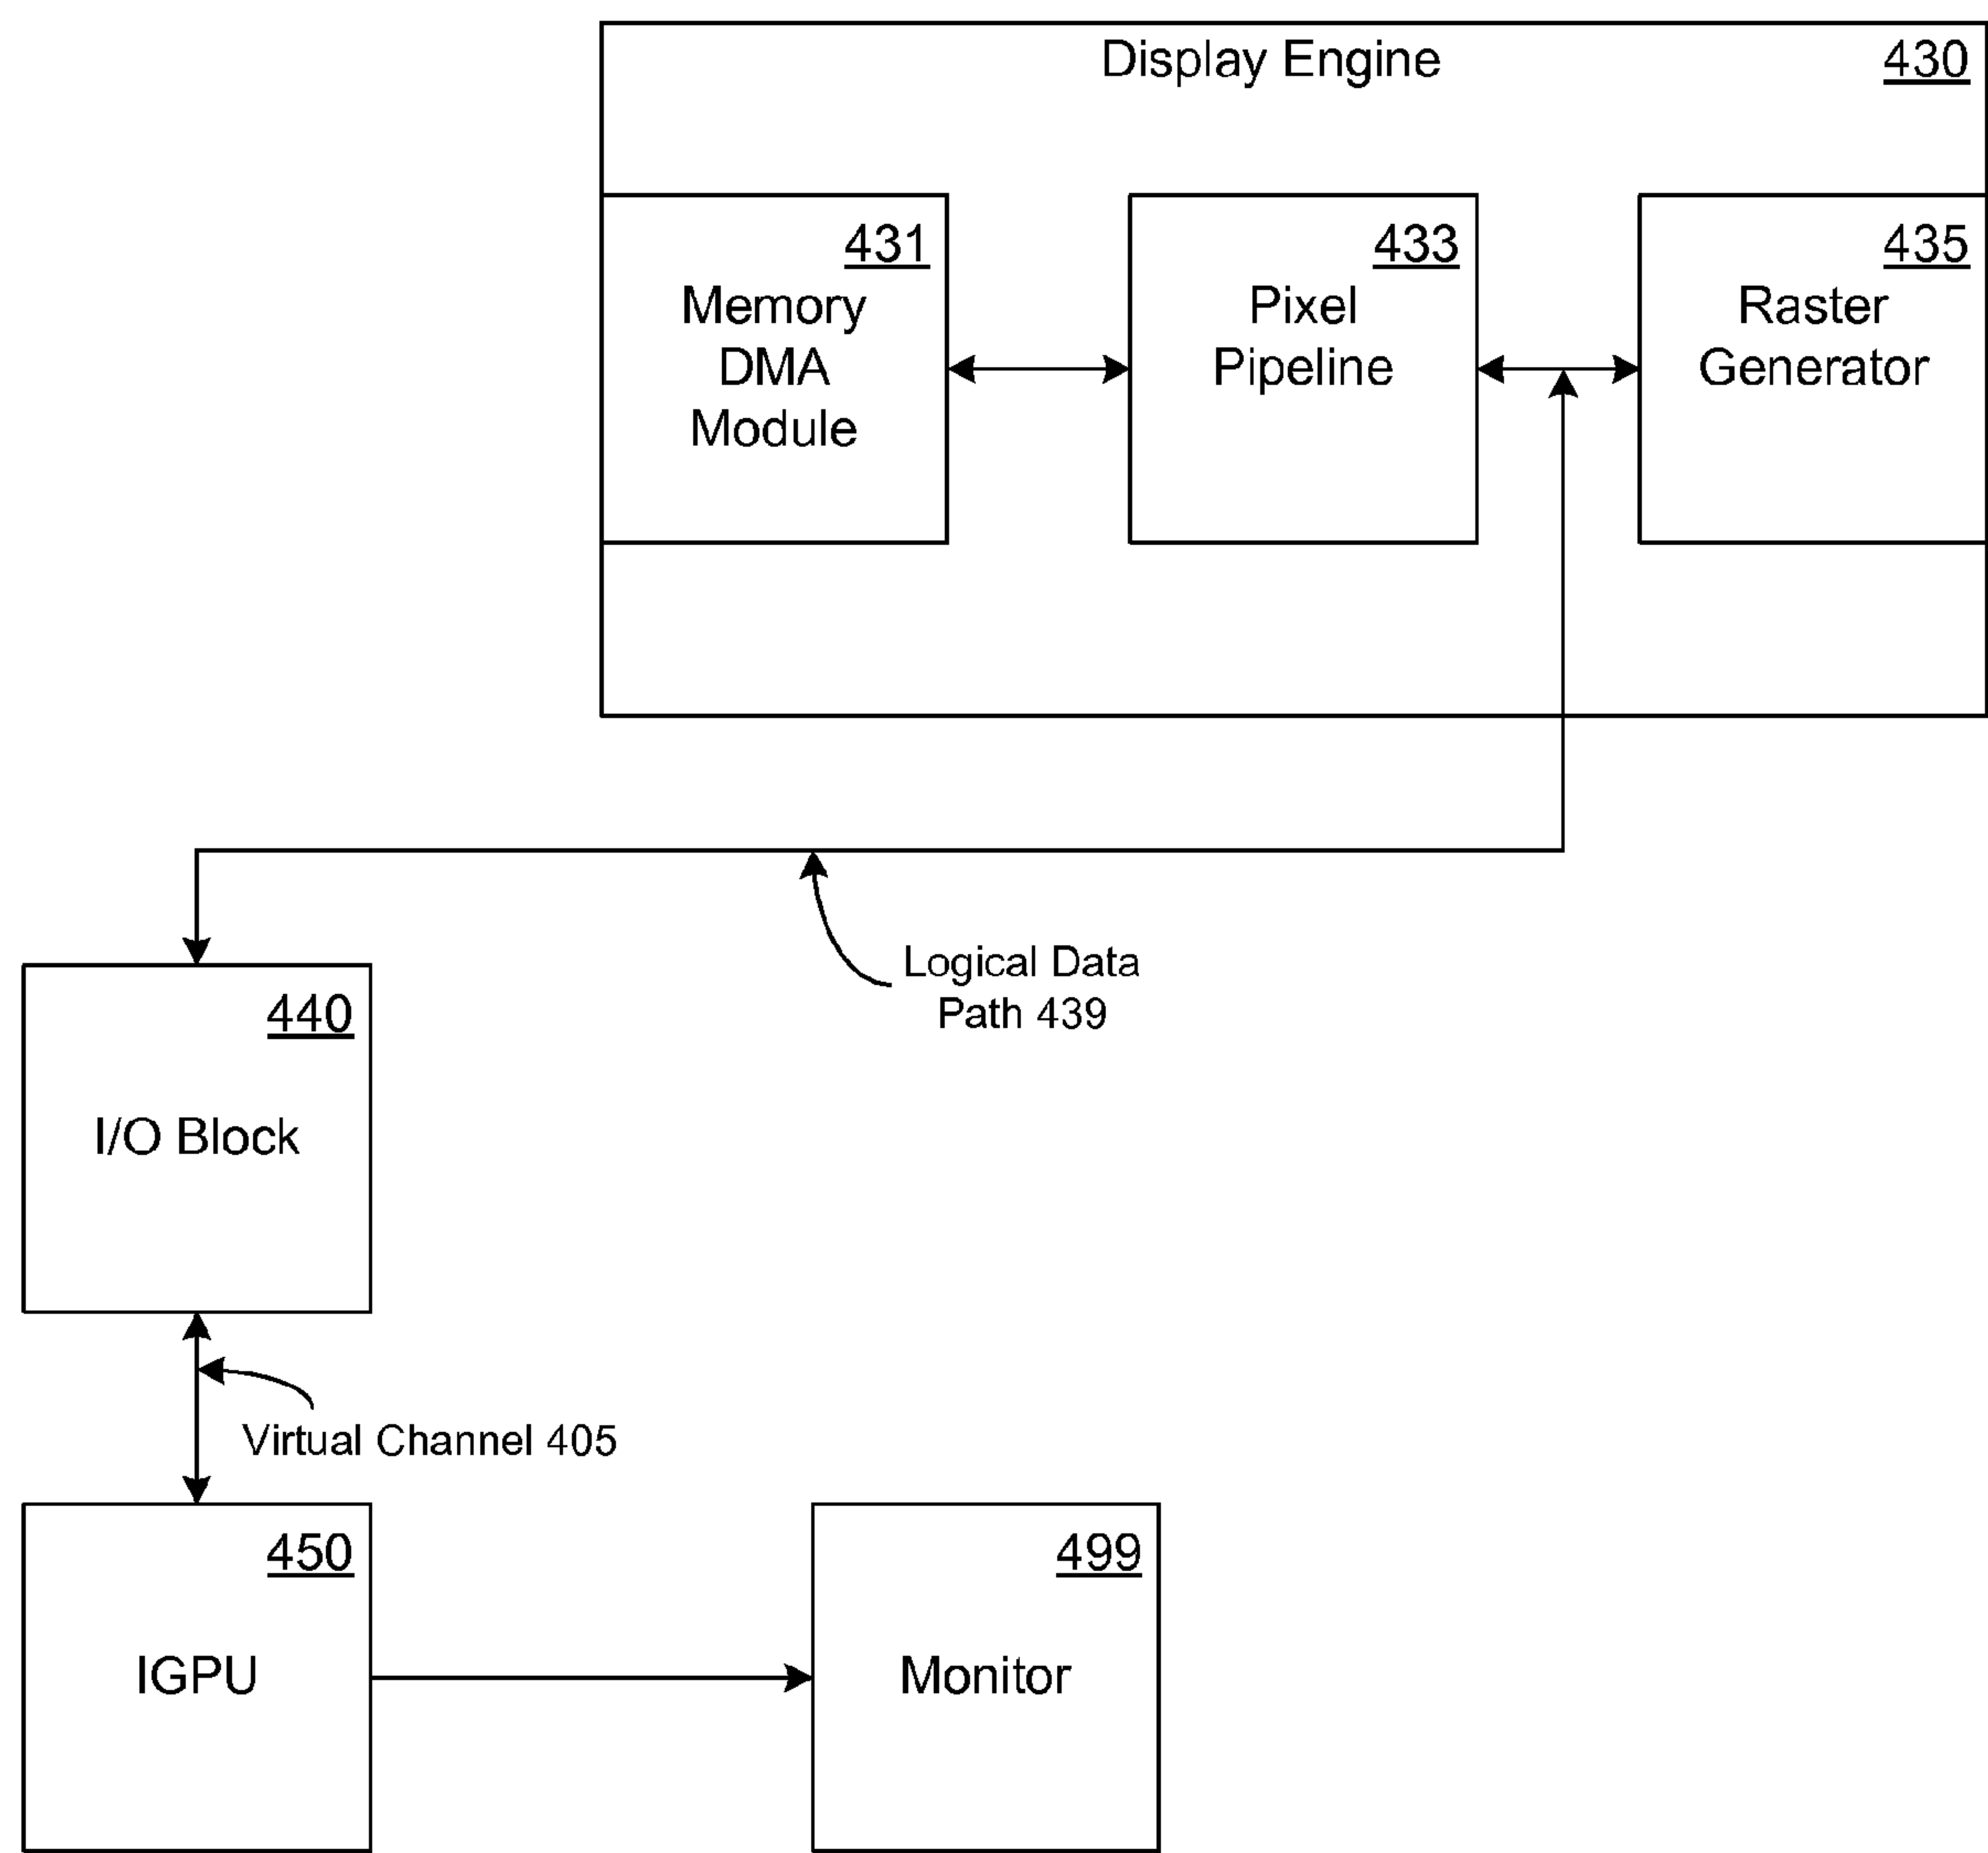 Display Engine
430
431
Memory
DMA
Module
433
Pixel
Pipeline
435
Raster
Generator
Logical Data
Path 439
440
I/O Block
Virtual Channel 405
450
IGPU
499
Monitor